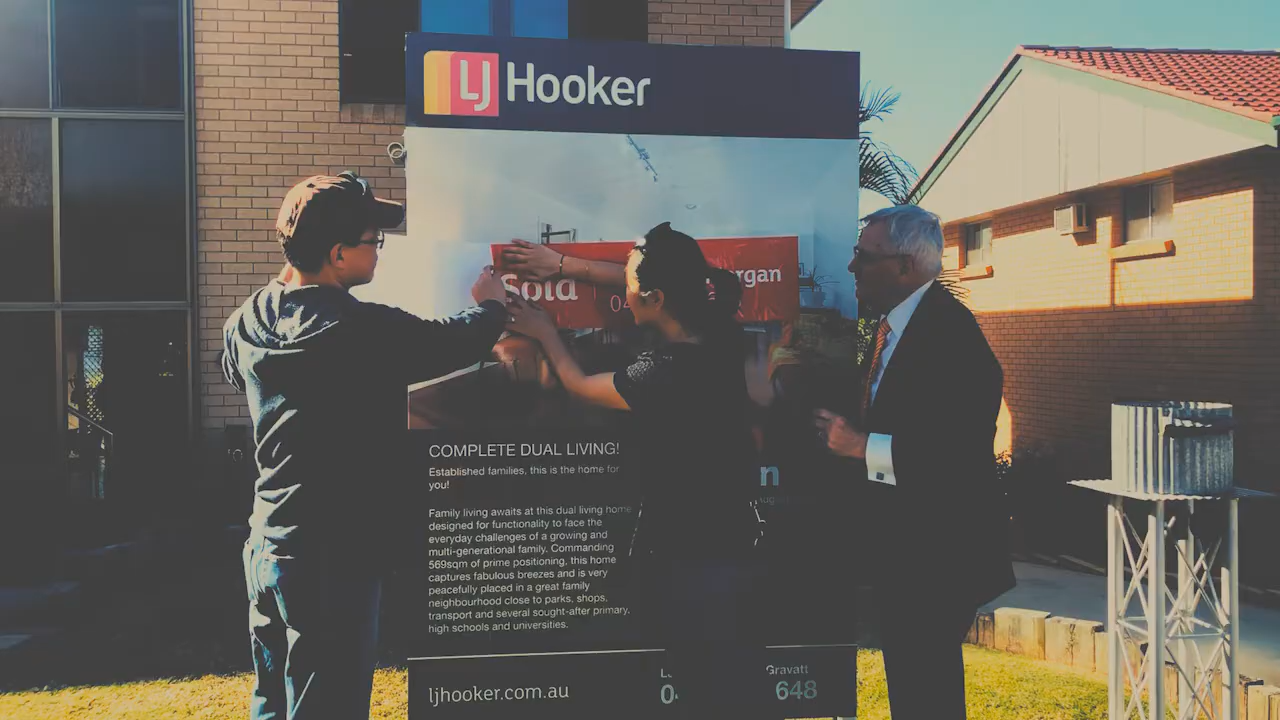 LJ Hooker
Sold
04
rgan
COMPLETE DUAL LIVING!
Established families, this is the home for
you!
Family living awaits at this dual living home
designed for functionality to face the
everyday challenges of a growing and
multi-generational family. Commanding
569sqm of prime positioning, this home
captures fabulous breezes and is very
peacefully placed in a great family
neighbourhood close to parks, shops,
transport and several sought-after primary,
high schools and universities.
n
ljhooker.com.au
Gravatt
648